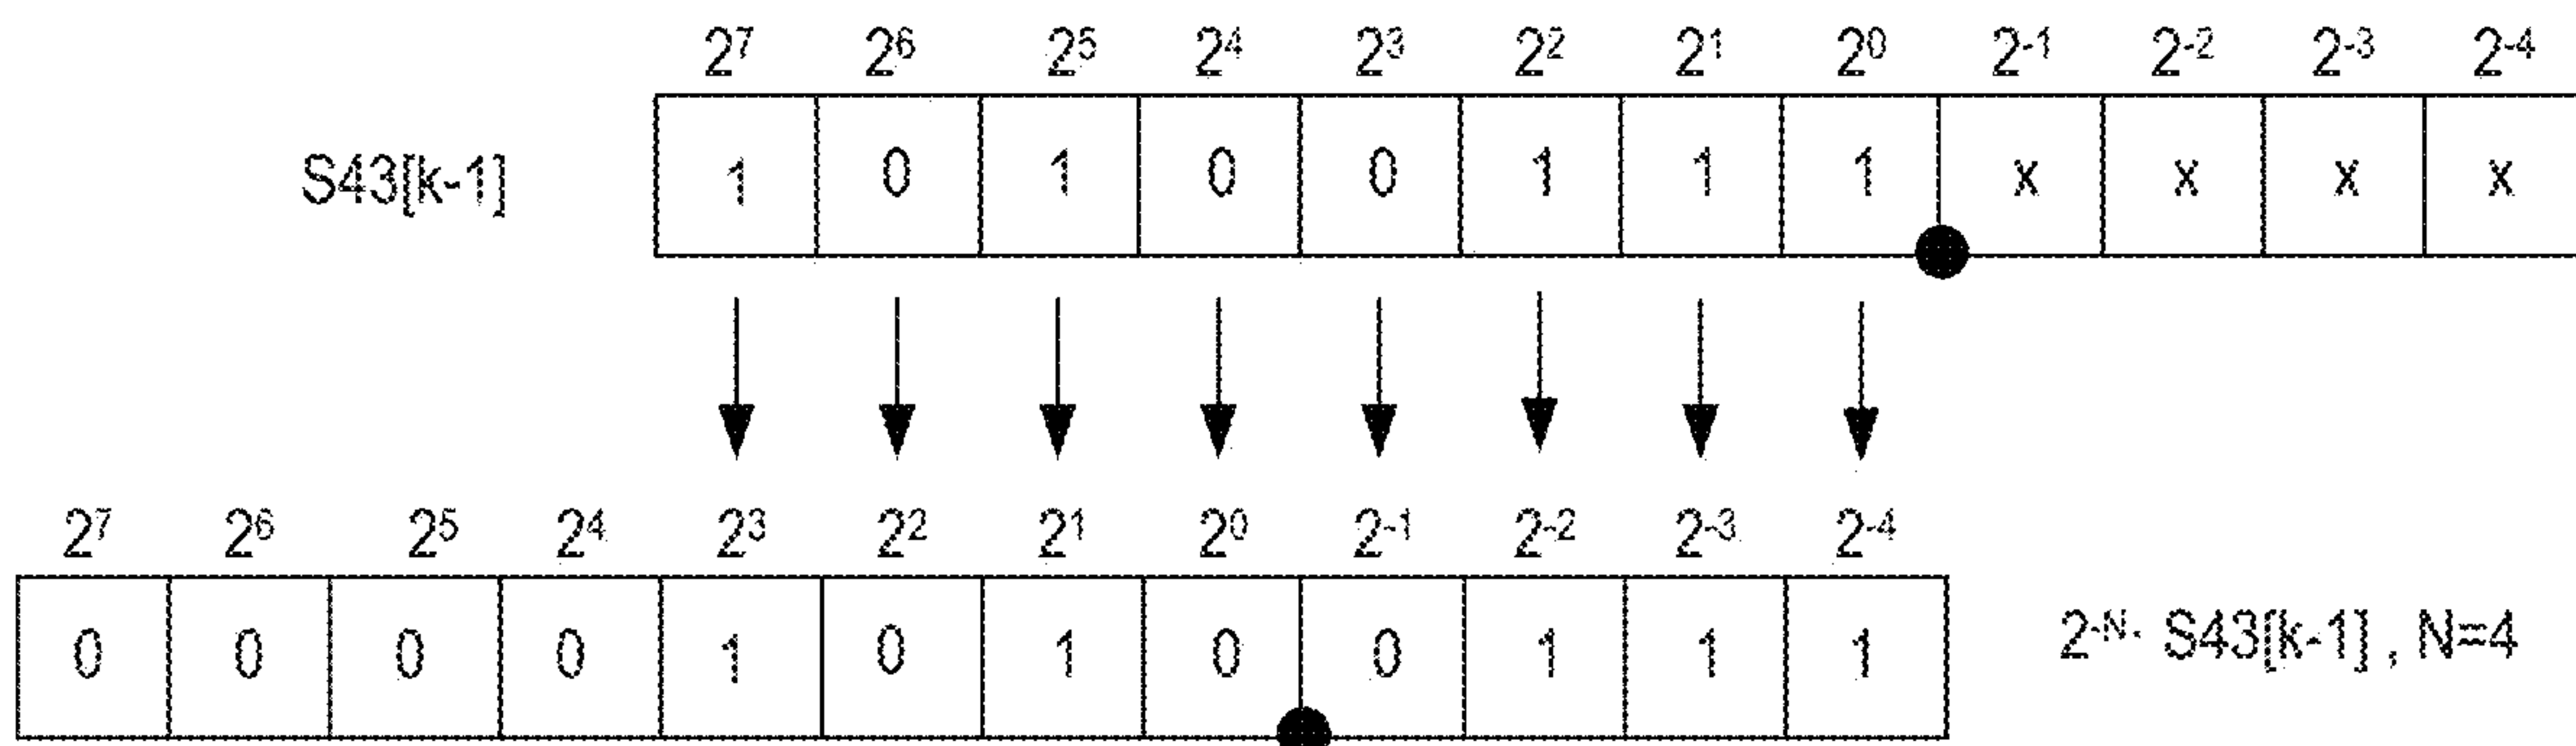 2⁷ 2⁶ 2⁵ 2⁴ 2³ 2² 2¹ 2⁰ 2⁻¹ 2⁻² 2⁻³ 2⁻⁴
S43[k-1] 1 0 1 0 0 1 1 1 x x x x
2⁷ 2⁶ 2⁵ 2⁴ 2³ 2² 2¹ 2⁰ 2⁻¹ 2⁻² 2⁻³ 2⁻⁴
0 0 0 0 1 0 1 0 0 1 1 1 2⁻ᴺ· S43[k-1] , N=4